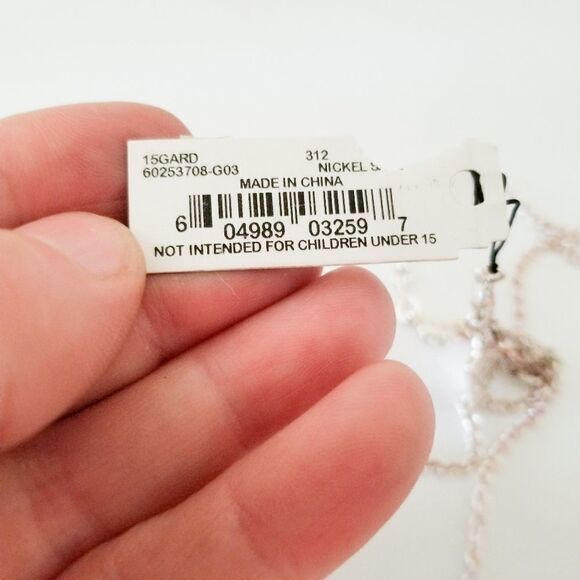 15GARD 312
60253708-G03 NICKEL
MADE IN CHINA
6 04989 03259 7
NOT INTENDED FOR CHILDREN UNDER 15